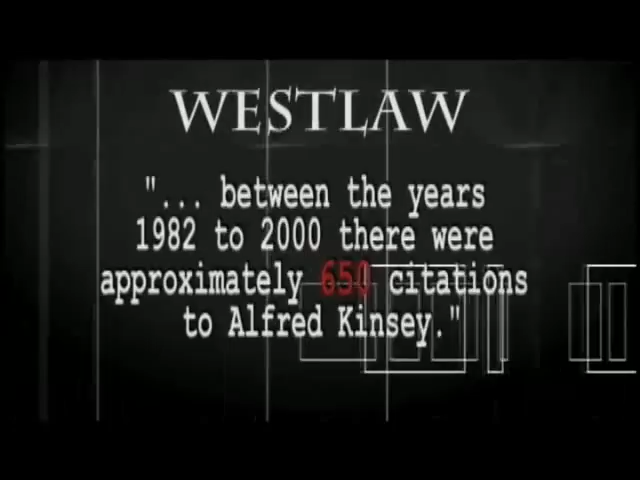 WESTLAW
"... between the years
1982 to 2000 there were
approximately 650 citations
to Alfred Kinsey."